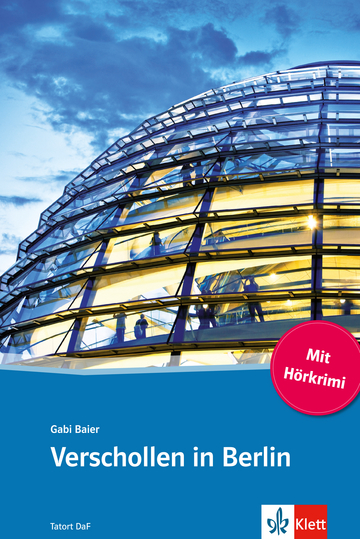 Mit
Hörkrimi
Gabi Baier
Verschollen in Berlin
Tatort DaF
Klett